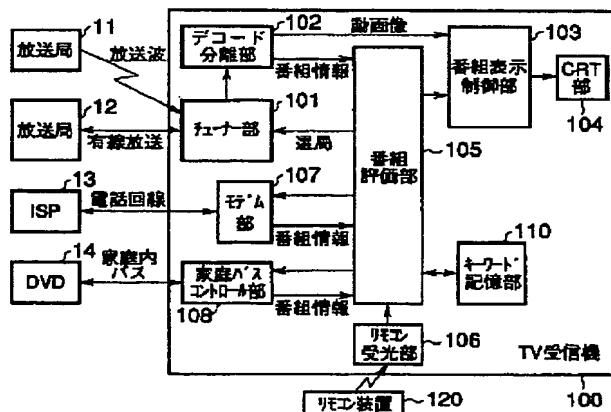 11
放送局
放送波
12
放送局
有線放送
13
ISP
電話回線
14
DVD
家庭内
バス
102
デコード
分離部
動画像
番組情報
101
チューナー部
選局
107
モデム
部
番組情報
家庭バス
コントロール部
108
番組情報
番組
評価部
105
103
番組表示
制御部
CRT
部
104
110
キーワード
記憶部
リモコン
受光部
106
TV受信機
100
リモコン装置
120